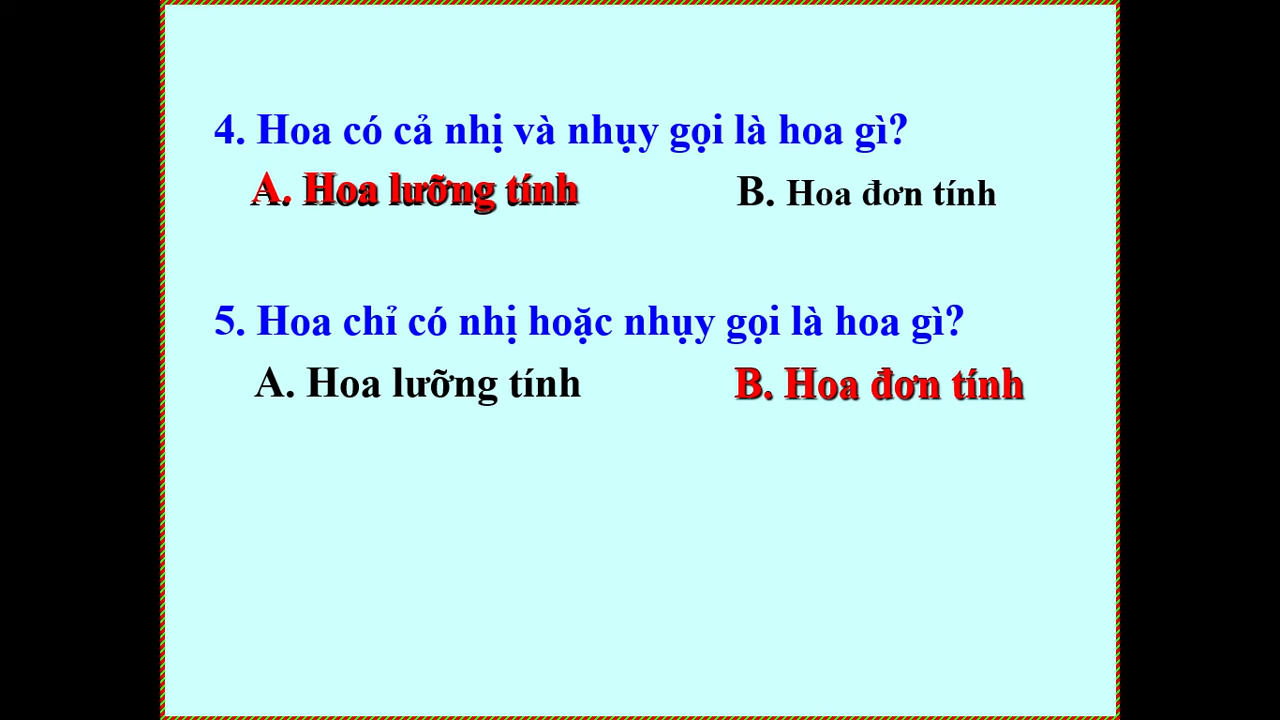 4. Hoa có cả nhị và nhụy gọi là hoa gì?
A. Hoa lưỡng tính B. Hoa đơn tính
5. Hoa chỉ có nhị hoặc nhụy gọi là hoa gì?
A. Hoa lưỡng tính B. Hoa đơn tính